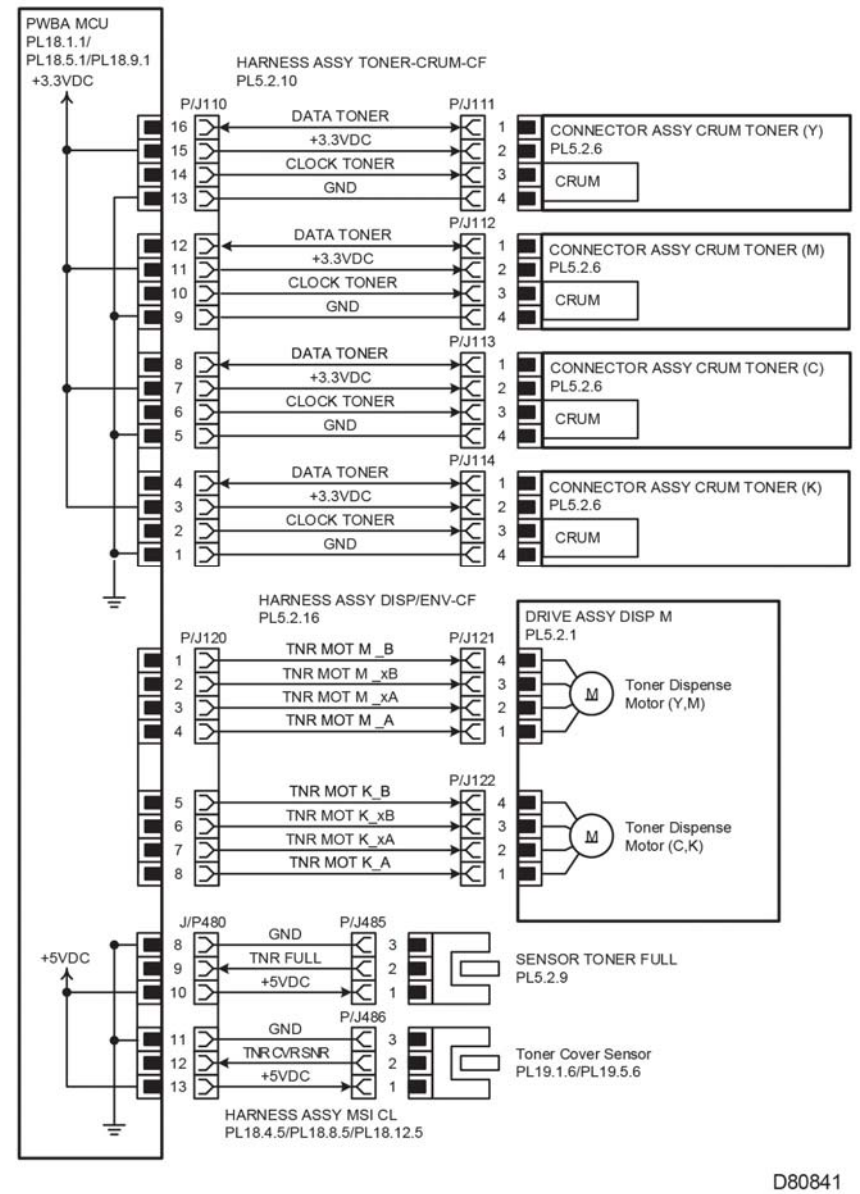 PWBA MCU
PL18.1.1/
PL18.5.1/PL18.9.1
+3.3VDC
HARNESS ASSY TONER-CRUM-CF
PL5.2.10
P/J110
P/J111
16 DATA TONER 1
15 +3.3VDC 2
14 CLOCK TONER 3
13 GND 4
CONNECTOR ASSY CRUM TONER (Y)
PL5.2.6
CRUM
P/J112
12 DATA TONER 1
11 +3.3VDC 2
10 CLOCK TONER 3
9 GND 4
CONNECTOR ASSY CRUM TONER (M)
PL5.2.6
CRUM
P/J113
8 DATA TONER 1
7 +3.3VDC 2
6 CLOCK TONER 3
5 GND 4
CONNECTOR ASSY CRUM TONER (C)
PL5.2.6
CRUM
P/J114
4 DATA TONER 1
3 +3.3VDC 2
2 CLOCK TONER 3
1 GND 4
CONNECTOR ASSY CRUM TONER (K)
PL5.2.6
CRUM
HARNESS ASSY DISP/ENV-CF
PL5.2.16
DRIVE ASSY DISP M
PL5.2.1
P/J120
P/J121
1 TNR MOT M _B 4
2 TNR MOT M _xB 3
3 TNR MOT M _xA 2
4 TNR MOT M _A 1
M
Toner Dispense
Motor (Y,M)
P/J122
5 TNR MOT K_B 4
6 TNR MOT K_xB 3
7 TNR MOT K_xA 2
8 TNR MOT K_A 1
M
Toner Dispense
Motor (C,K)
+5VDC
J/P480
P/J485
8 GND 3
9 TNR FULL 2
10 +5VDC 1
SENSOR TONER FULL
PL5.2.9
P/J486
11 GND 3
12 TNR CVR SNR 2
13 +5VDC 1
Toner Cover Sensor
PL19.1.6/PL19.5.6
HARNESS ASSY MSI CL
PL18.4.5/PL18.8.5/PL18.12.5
D80841